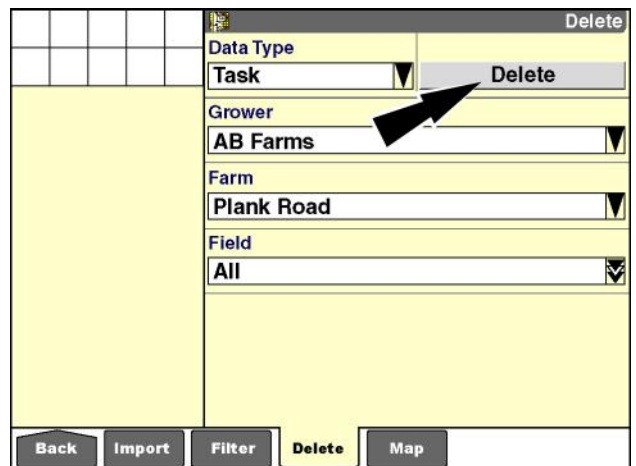 Delete
Data Type
Task
Delete
Grower
AB Farms
Farm
Plank Road
Field
All
Back Import Filter Delete Map